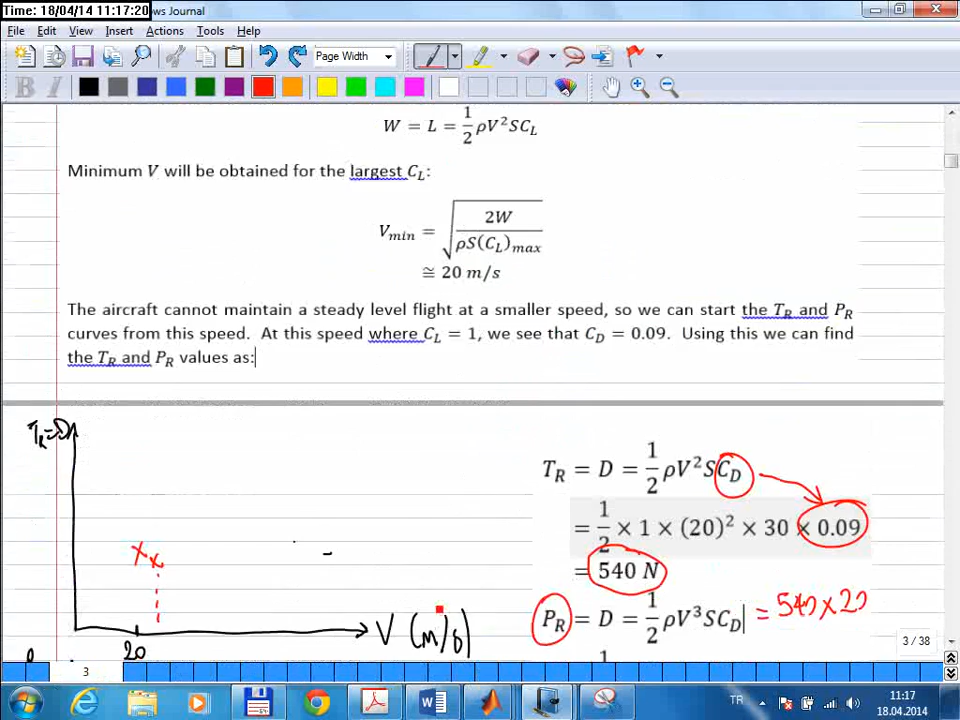 Time: 18/04/14 11:17:20 ows Journal
File Edit View Insert Actions Tools Help
Page Width
B I
W = L = 1/2 ρV²SC_L
Minimum V will be obtained for the largest C_L:
V_min = √(2W / ρS(C_L)_max)
≅ 20 m/s
The aircraft cannot maintain a steady level flight at a smaller speed, so we can start the T_R and P_R
curves from this speed. At this speed where C_L = 1, we see that C_D = 0.09. Using this we can find
the T_R and P_R values as:
T_R=D
T_R = D = 1/2 ρV²SC_D
= 1/2 × 1 × (20)² × 30 × 0.09
= 540 N
P_R = D = 1/2 ρV³SC_D = 540 × 20
V (m/s)
20
3 / 38
3
TR
11:17
18.04.2014